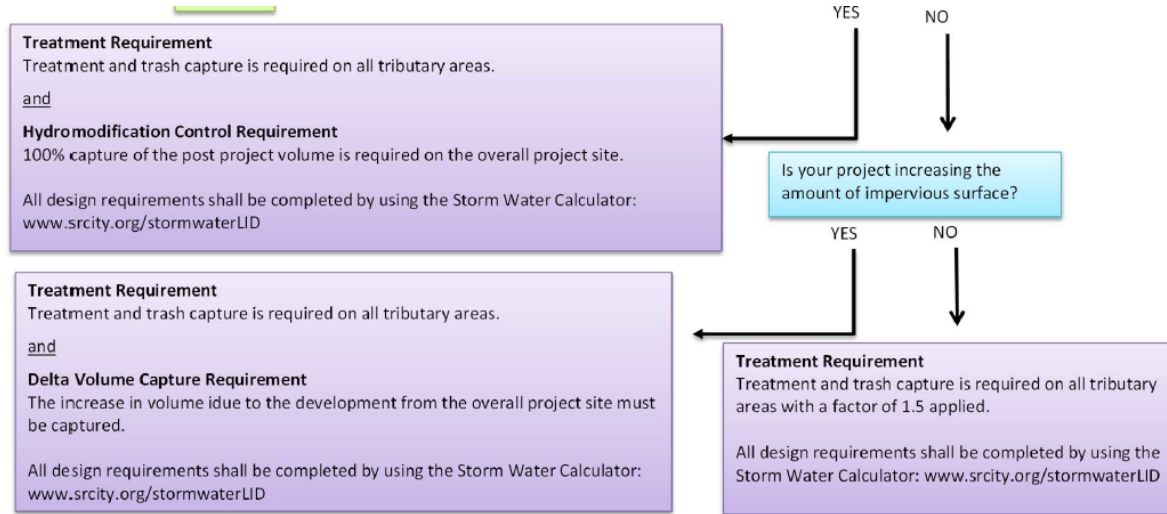 YES
NO
Treatment Requirement
Treatment and trash capture is required on all tributary areas.
and
Hydromodification Control Requirement
100% capture of the post project volume is required on the overall project site.
All design requirements shall be completed by using the Storm Water Calculator:
www.srcity.org/stormwaterLID
Is your project increasing the
amount of impervious surface?
YES
NO
Treatment Requirement
Treatment and trash capture is required on all tributary areas.
and
Delta Volume Capture Requirement
The increase in volume idue to the development from the overall project site must
be captured.
All design requirements shall be completed by using the Storm Water Calculator:
www.srcity.org/stormwaterLID
Treatment Requirement
Treatment and trash capture is required on all tributary
areas with a factor of 1.5 applied.
All design requirements shall be completed by using the
Storm Water Calculator: www.srcity.org/stormwaterLID